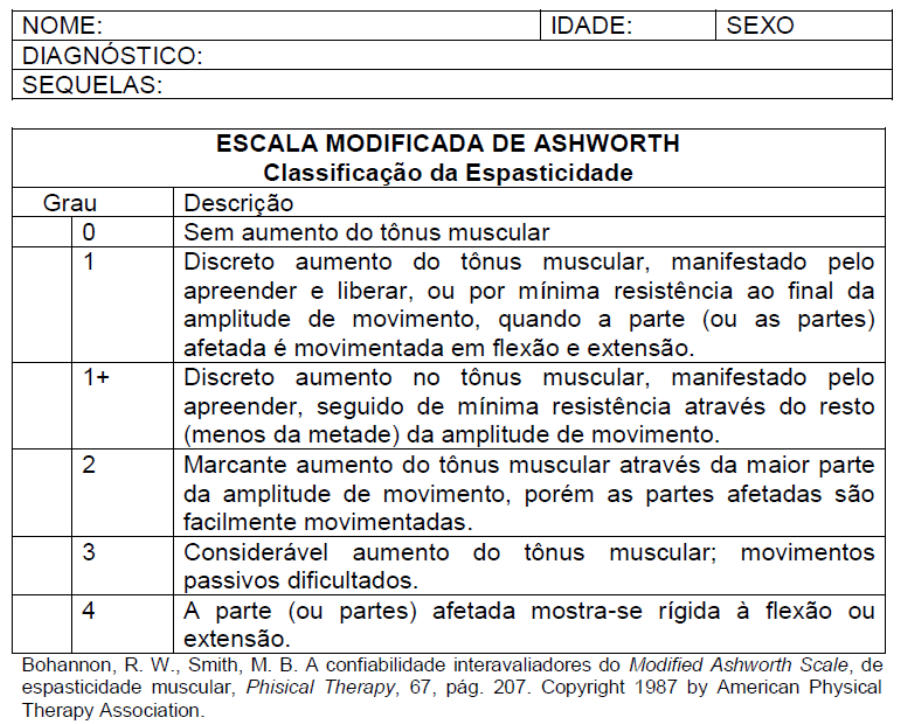 NOME: IDADE: SEXO
DIAGNÓSTICO:
SEQUELAS:
ESCALA MODIFICADA DE ASHWORTH
Classificação da Espasticidade
Grau Descrição
0 Sem aumento do tônus muscular
1 Discreto aumento do tônus muscular, manifestado pelo
apreender e liberar, ou por mínima resistência ao final da
amplitude de movimento, quando a parte (ou as partes)
afetada é movimentada em flexão e extensão.
1+ Discreto aumento no tônus muscular, manifestado pelo
apreender, seguido de mínima resistência através do resto
(menos da metade) da amplitude de movimento.
2 Marcante aumento do tônus muscular através da maior parte
da amplitude de movimento, porém as partes afetadas são
facilmente movimentadas.
3 Considerável aumento do tônus muscular; movimentos
passivos dificultados.
4 A parte (ou partes) afetada mostra-se rígida à flexão ou
extensão.
Bohannon, R. W., Smith, M. B. A confiabilidade interavaliadores do Modified Ashworth Scale, de
espasticidade muscular, Phisical Therapy, 67, pág. 207. Copyright 1987 by American Physical
Therapy Association.